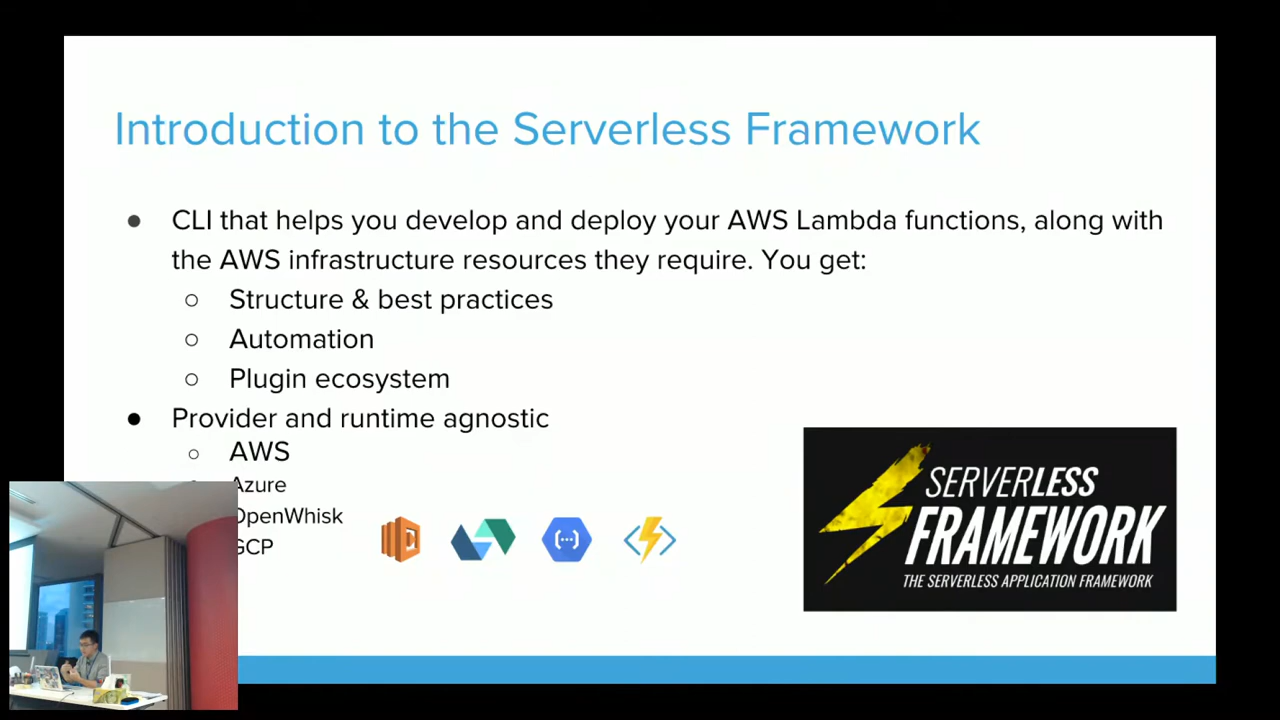 Introduction to the Serverless Framework
● CLI that helps you develop and deploy your AWS Lambda functions, along with
the AWS infrastructure resources they require. You get:
○ Structure & best practices
○ Automation
○ Plugin ecosystem
● Provider and runtime agnostic
○ AWS
Azure
OpenWhisk
GCP
SERVERLESS
FRAMEWORK
THE SERVERLESS APPLICATION FRAMEWORK